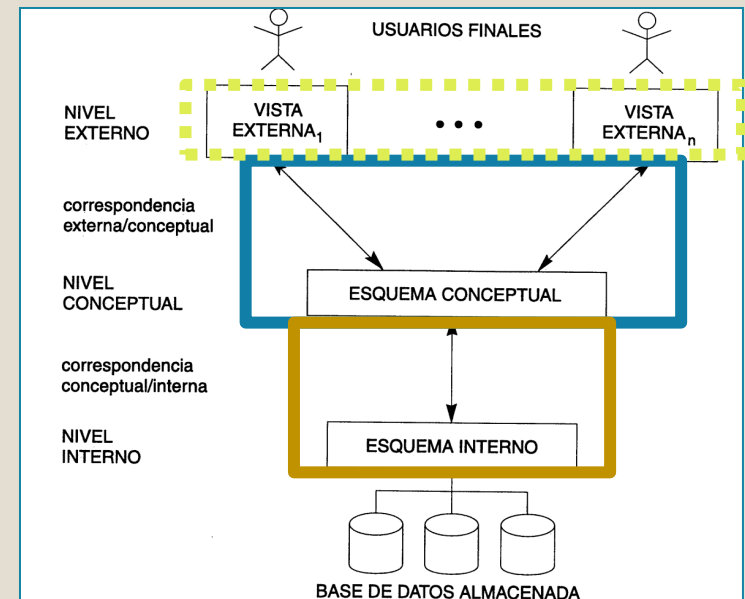 USUARIOS FINALES
NIVEL
EXTERNO
VISTA
EXTERNA1
• • •
VISTA
EXTERNAn
correspondencia
externa/conceptual
NIVEL
CONCEPTUAL
ESQUEMA CONCEPTUAL
correspondencia
conceptual/interna
NIVEL
INTERNO
ESQUEMA INTERNO
BASE DE DATOS ALMACENADA